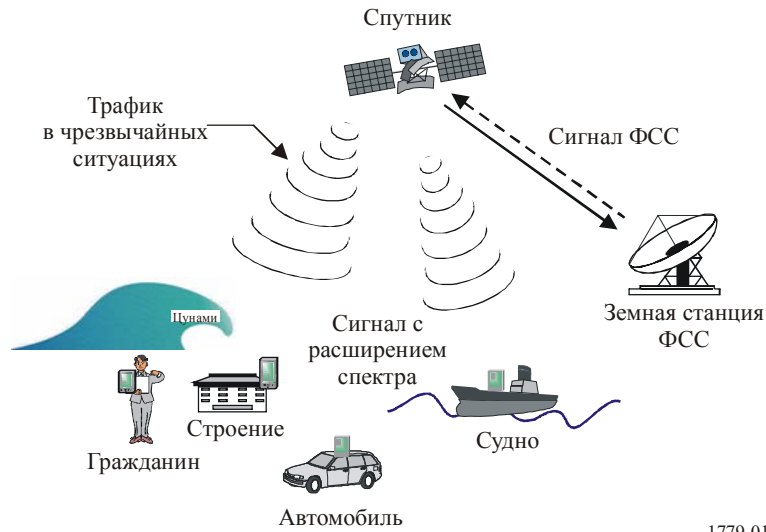 Спутник
Трафик
в чрезвычайных
ситуациях
Сигнал ФСС
Земная станция
ФСС
Цунами
Сигнал с
расширением
спектра
Гражданин
Строение
Судно
Автомобиль
1779-01